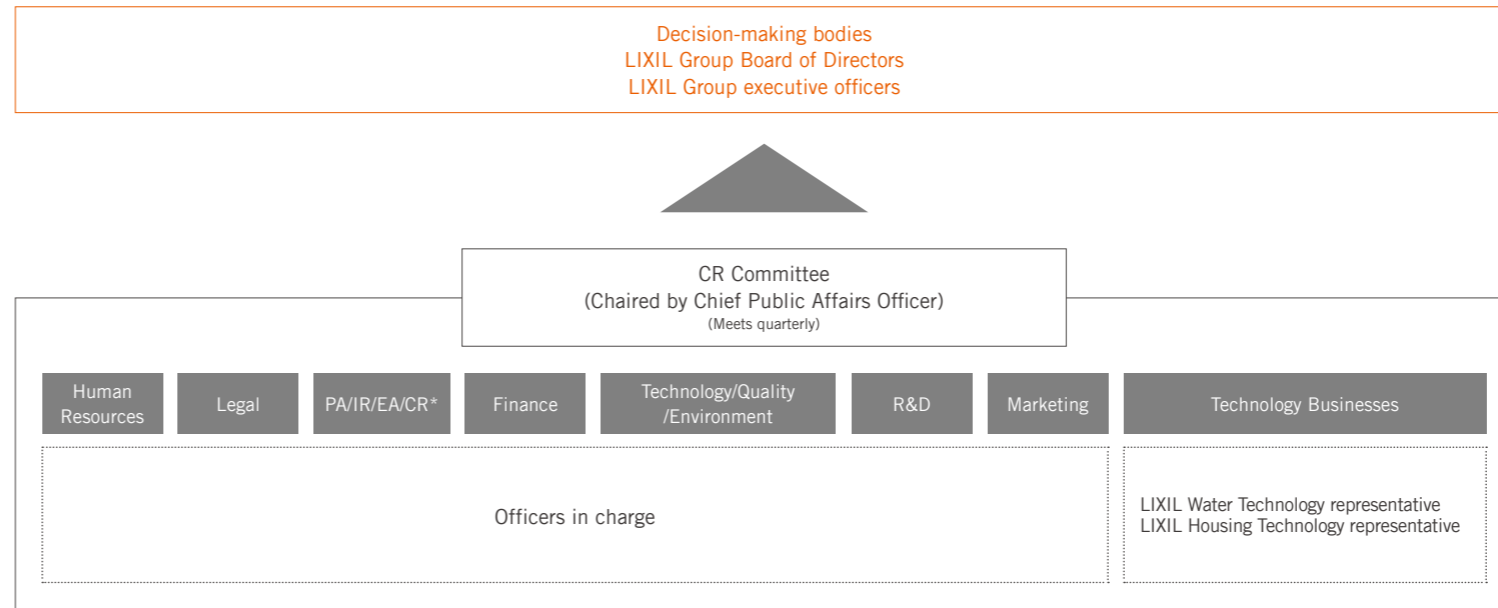 Decision-making bodies
LIXIL Group Board of Directors
LIXIL Group executive officers
CR Committee
(Chaired by Chief Public Affairs Officer)
(Meets quarterly)
Human
Resources
Legal
PA/IR/EA/CR*
Finance
Technology/Quality
/Environment
R&D
Marketing
Technology Businesses
Officers in charge
LIXIL Water Technology representative
LIXIL Housing Technology representative